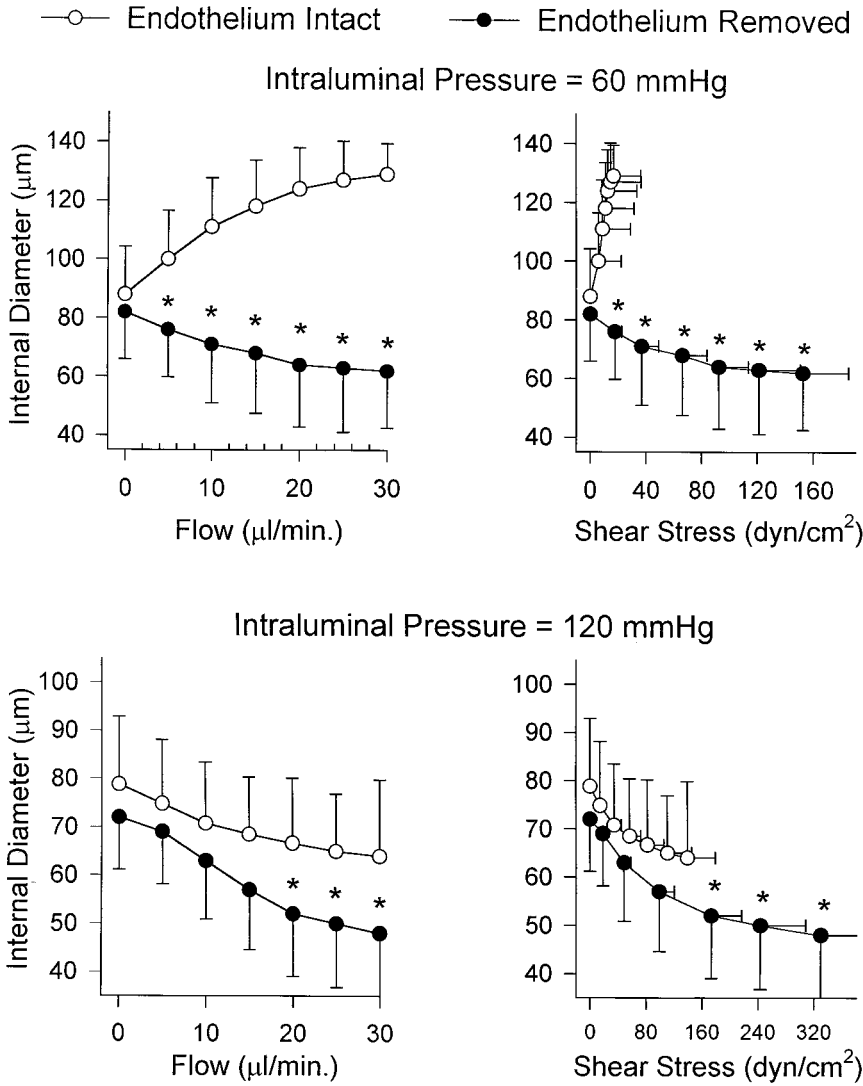 Endothelium Intact Endothelium Removed
Intraluminal Pressure = 60 mmHg
Internal Diameter (μm)
140
120
100
80
60
40
* * * * * *
0 10 20 30
Flow (μl/min.)
140
120
100
80
60
40
* * * * * *
0 40 80 120 160
Shear Stress (dyn/cm²)
Intraluminal Pressure = 120 mmHg
Internal Diameter (μm)
100
90
80
70
60
50
40
* * *
0 10 20 30
Flow (μl/min.)
100
90
80
70
60
50
40
* * *
0 80 160 240 320
Shear Stress (dyn/cm²)